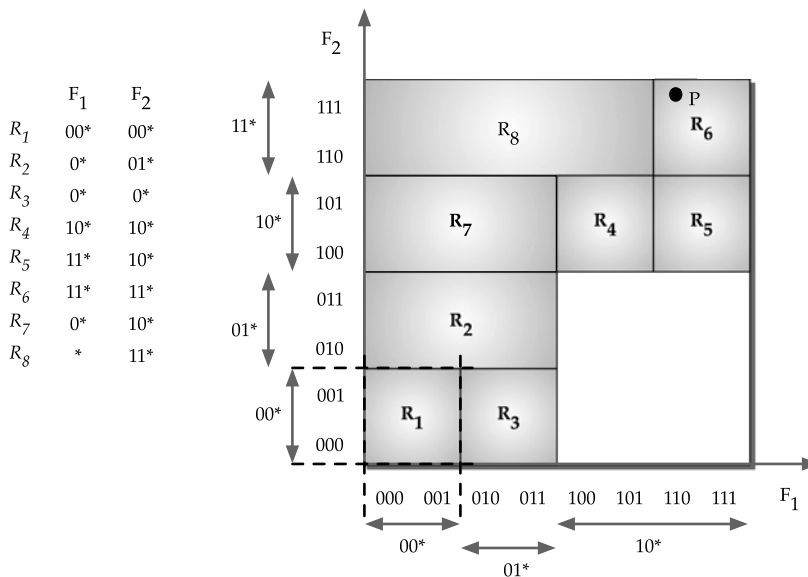 F2
F1 F2
R1 00* 00*
R2 0* 01*
R3 0* 0*
R4 10* 10*
R5 11* 10*
R6 11* 11*
R7 0* 10*
R8 * 11*
11*
10*
01*
00*
111
110
101
100
011
010
001
000
P
R8 R6
R7 R4 R5
R2
R1 R3
000 001 010 011 100 101 110 111 F1
00* 10*
01*